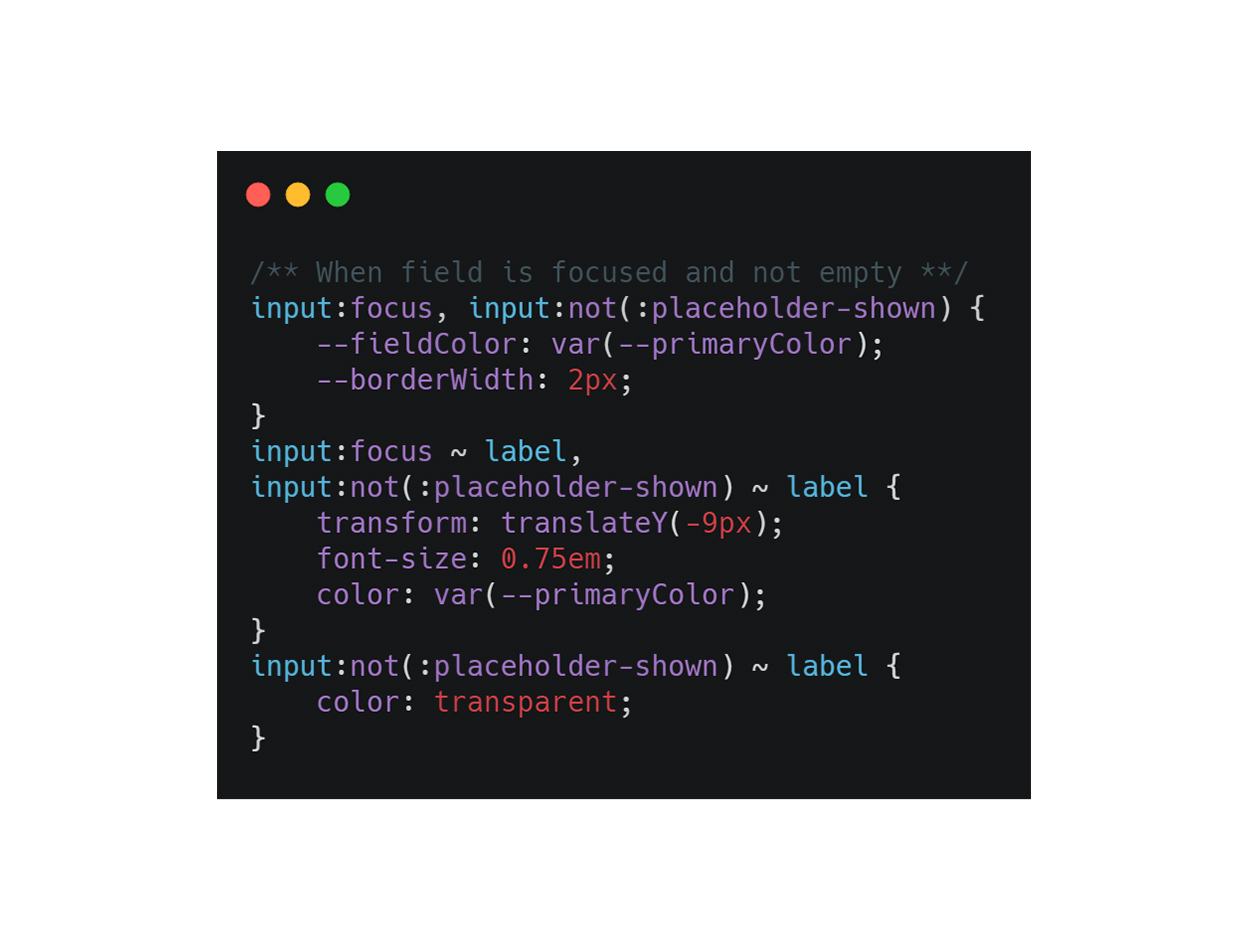 /** When field is focused and not empty **/
input:focus, input:not(:placeholder-shown) {
    --fieldColor: var(--primaryColor);
    --borderWidth: 2px;
}
input:focus ~ label,
input:not(:placeholder-shown) ~ label {
    transform: translateY(-9px);
    font-size: 0.75em;
    color: var(--primaryColor);
}
input:not(:placeholder-shown) ~ label {
    color: transparent;
}